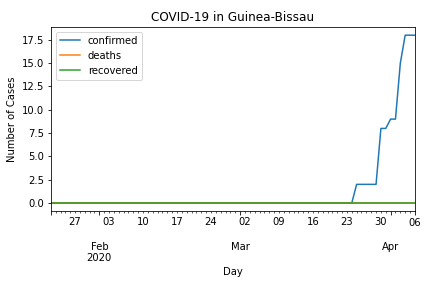 COVID-19 in Guinea-Bissau
confirmed
deaths
recovered
Number of Cases
17.5
15.0
12.5
10.0
7.5
5.0
2.5
0.0
27 03 10 17 24 02 09 16 23 30 06
Feb Mar Apr
2020
Day